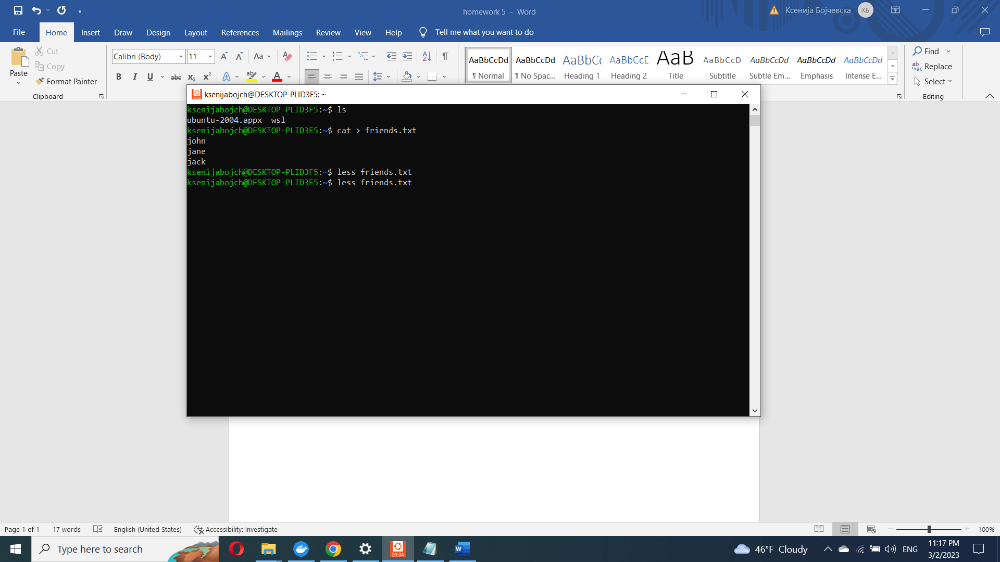 homework 5 - Word
Ксенија Бојчевска
КБ
File Home Insert Draw Design Layout References Mailings Review View Help Tell me what you want to do
Paste
Cut
Copy
Format Painter
Clipboard
Calibri (Body) 11
Aa
B I U abc x₂ x² A ab A
AaBbCcDd AaBbCcDd AaBbCc AaBbCcD AaB AaBbCcD AaBbCcDd AaBbCcDd AaBbCcDd
¶ Normal ¶ No Spac... Heading 1 Heading 2 Title Subtitle Subtle Em... Emphasis Intense E...
Find
Replace
Select
Editing
ksenijabojch@DESKTOP-PLID3F5: ~
ksenijabojch@DESKTOP-PLID3F5:~$ ls
ubuntu-2004.appx  wsl
ksenijabojch@DESKTOP-PLID3F5:~$ cat > friends.txt
john
jane
jack
ksenijabojch@DESKTOP-PLID3F5:~$ less friends.txt
ksenijabojch@DESKTOP-PLID3F5:~$ less friends.txt
Page 1 of 1 17 words English (United States) Accessibility: Investigate 100%
Type here to search
20.04
46°F Cloudy
ENG
11:17 PM
3/2/2023